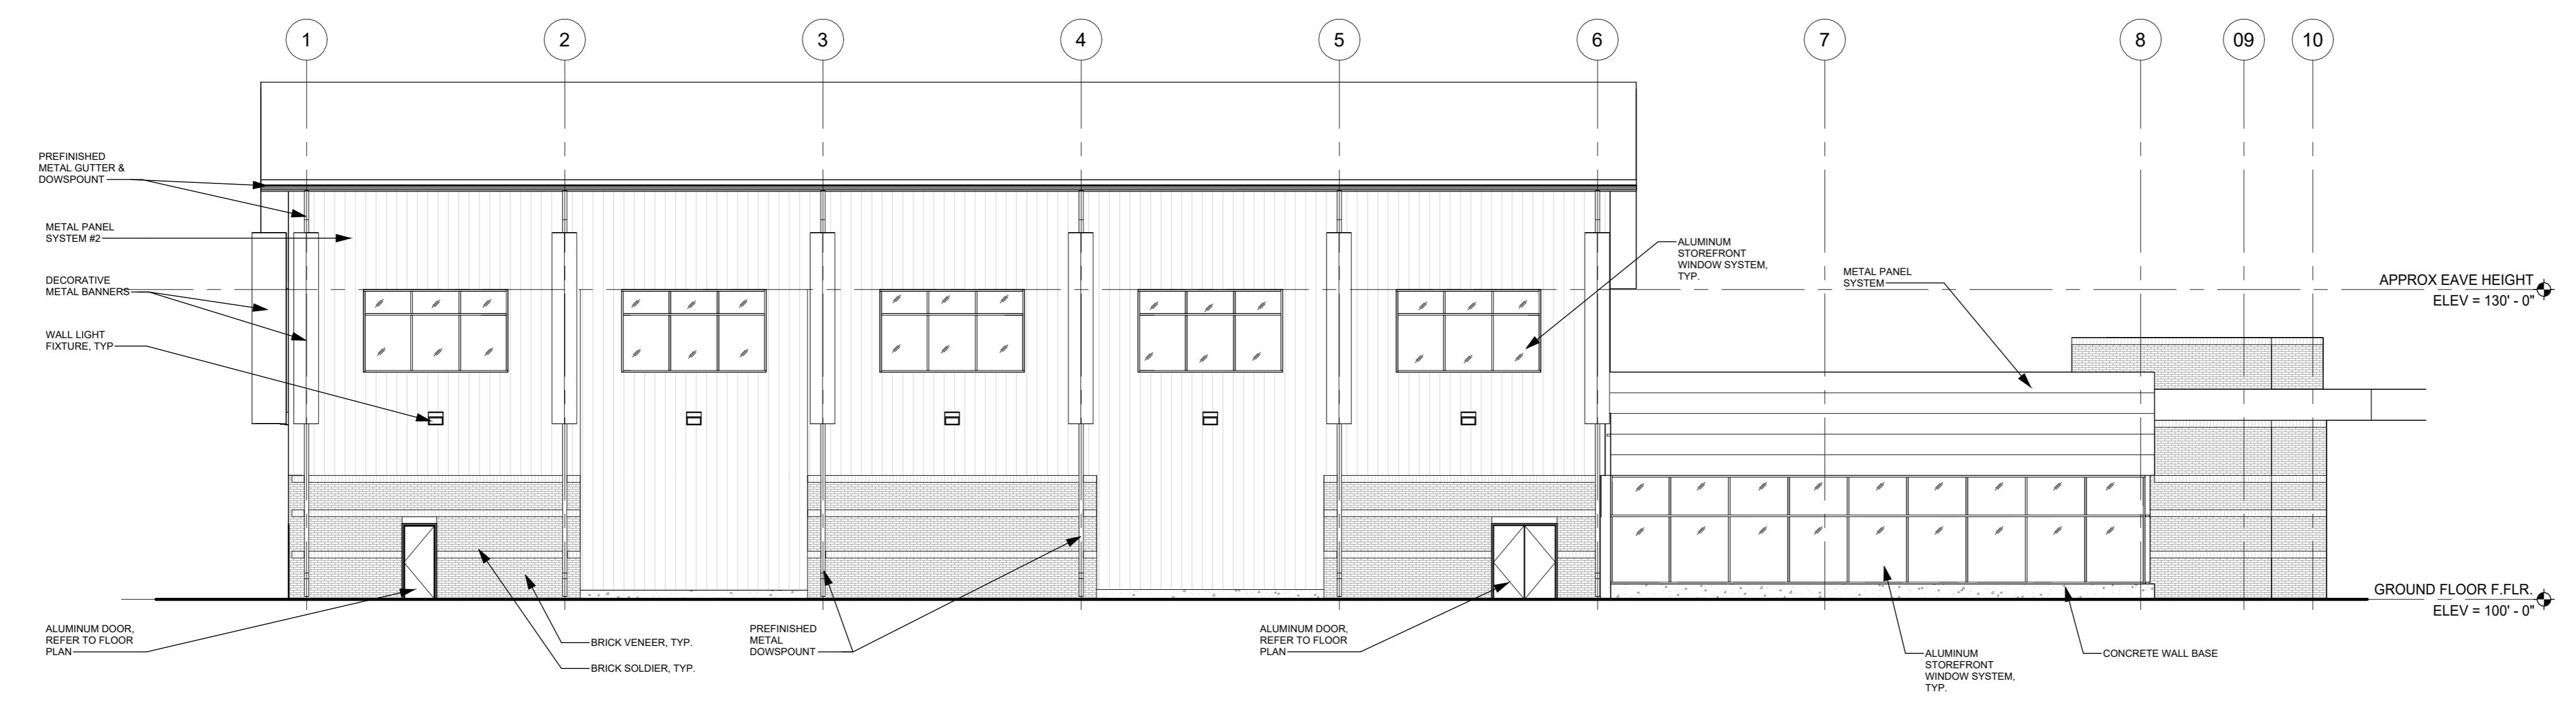 1
2
3
4
5
6
7
8
09
10
PREFINISHED
METAL GUTTER &
DOWSPOUNT
METAL PANEL
SYSTEM #2
DECORATIVE
METAL BANNERS
WALL LIGHT
FIXTURE, TYP
ALUMINUM
STOREFRONT
WINDOW SYSTEM,
TYP.
METAL PANEL
SYSTEM
APPROX EAVE HEIGHT
ELEV = 130' - 0"
GROUND FLOOR F.FLR.
ELEV = 100' - 0"
ALUMINUM DOOR,
REFER TO FLOOR
PLAN
BRICK VENEER, TYP.
BRICK SOLDIER, TYP.
PREFINISHED
METAL
DOWSPOUNT
ALUMINUM DOOR,
REFER TO FLOOR
PLAN
ALUMINUM
STOREFRONT
WINDOW SYSTEM,
TYP.
CONCRETE WALL BASE